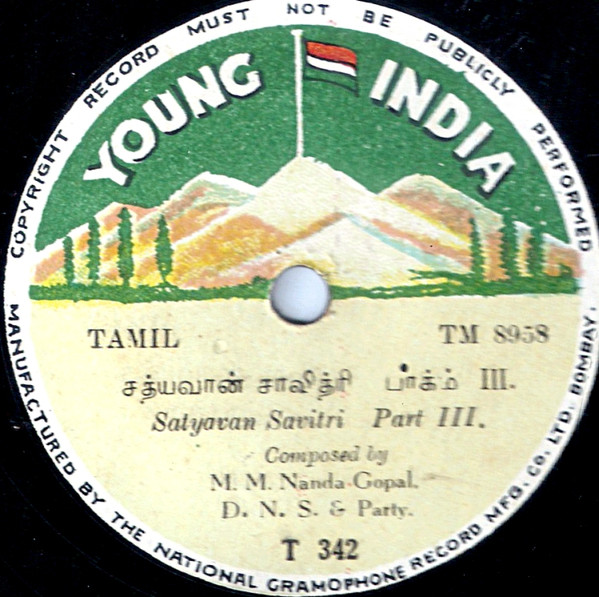 COPYRIGHT RECORD MUST NOT BE PUBLICLY PERFORMED
YOUNG INDIA
TAMIL TM 8958
சத்யவான் சாவித்ரி பாகம் III.
Satyavan Savitri Part III.
Composed by
M. M. Nanda-Gopal.
D. N. S. & Party.
T 342
MANUFACTURED BY THE NATIONAL GRAMOPHONE RECORD MFG. Co. LTD. BOMBAY.